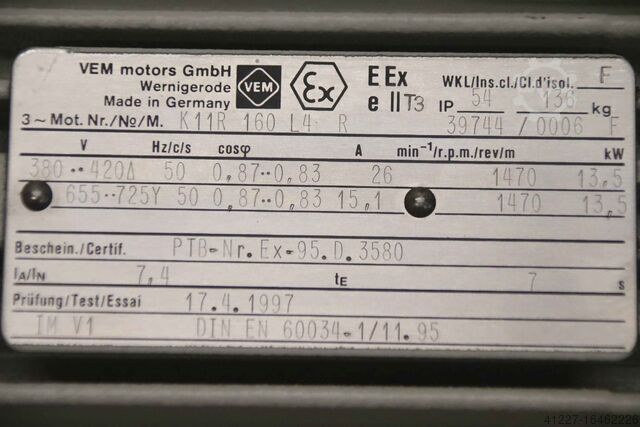 VEM motors GmbH
Wernigerode
Made in Germany
VEM
Ex
E Ex
e II T3
WKL/Ins.cl./Cl.d'isol. F
IP 54 136 kg
3~Mot. Nr./No/M. K11R 160 L4 R 39744 / 0006 F
V Hz/c/s cosφ A min⁻¹/r.p.m./rev/m kW
380··420Δ 50 0,87··0,83 26 1470 13,5
655··725Y 50 0,87··0,83 15,1 1470 13,5
Beschein./Certif. PTB-Nr.Ex-95.D.3580
IA/IN 7,4 tE 7 s
Prüfung/Test/Essai 17.4.1997
IM V1 DIN EN 60034-1/11.95
41227-16462226